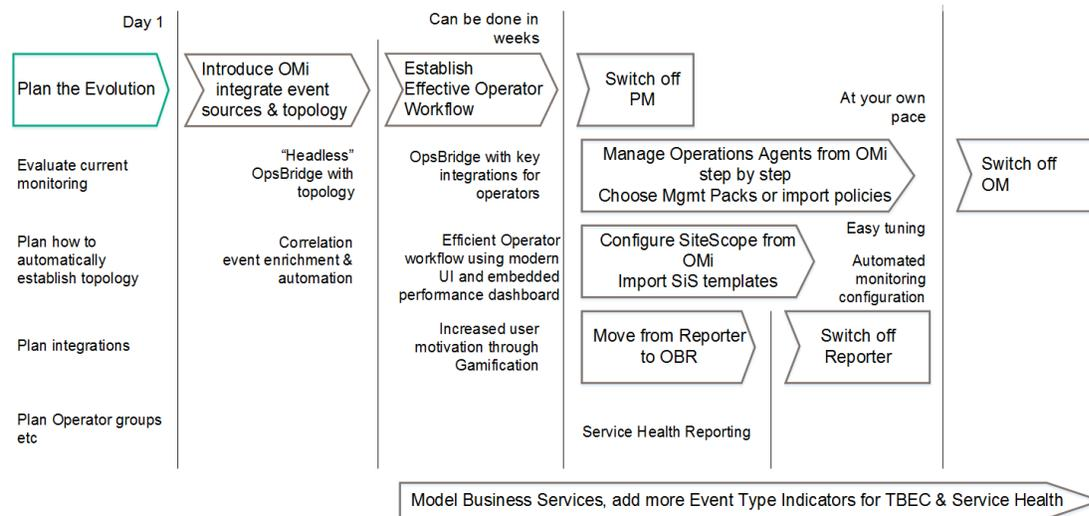 Day 1
Can be done in
weeks
Plan the Evolution
Introduce OMi
integrate event
sources & topology
Establish
Effective Operator
Workflow
Switch off
PM
At your own
pace
Evaluate current
monitoring
“Headless”
OpsBridge with
topology
OpsBridge with key
integrations for
operators
Manage Operations Agents from OMi
step by step
Choose Mgmt Packs or import policies
Switch off
OM
Plan how to
automatically
establish topology
Correlation
event enrichment &
automation
Efficient Operator
workflow using modern
UI and embedded
performance dashboard
Configure SiteScope from
OMi
Import SiS templates
Easy tuning
Automated
monitoring
configuration
Plan integrations
Increased user
motivation through
Gamification
Move from Reporter
to OBR
Switch off
Reporter
Plan Operator groups
etc
Service Health Reporting
Model Business Services, add more Event Type Indicators for TBEC & Service Health